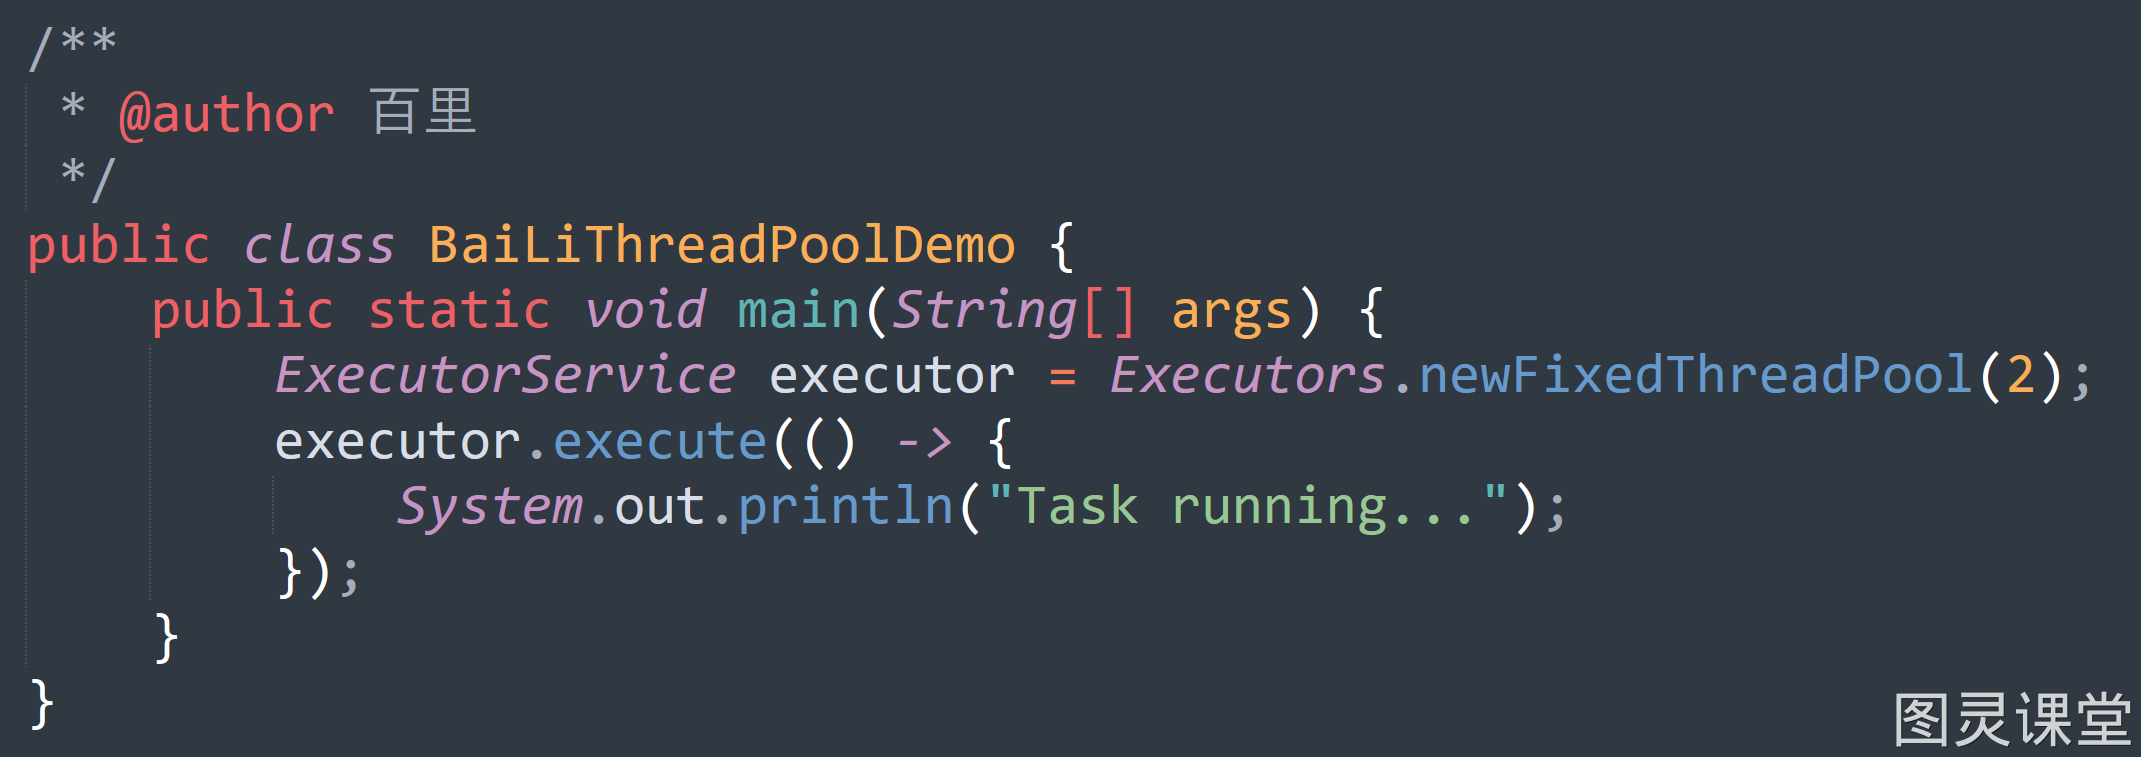 /**
 * @author 百里
 */
public class BaiLiThreadPoolDemo {
    public static void main(String[] args) {
        ExecutorService executor = Executors.newFixedThreadPool(2);
        executor.execute(() -> {
            System.out.println("Task running...");
        });
    }
}
图灵课堂